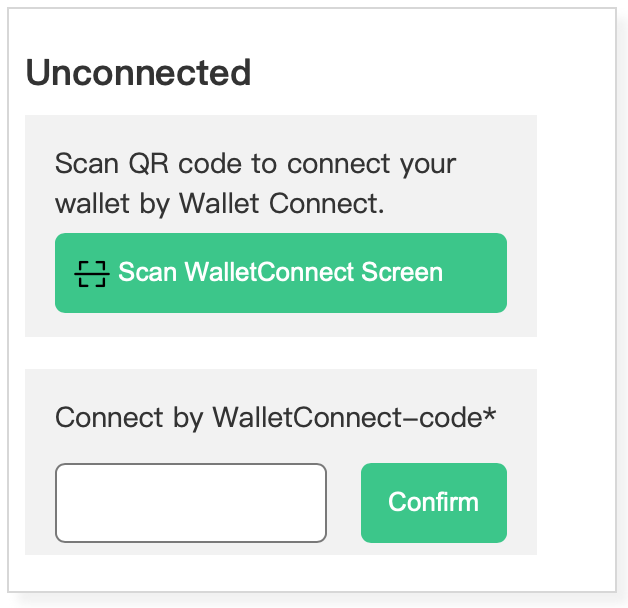 Unconnected
Scan QR code to connect your
wallet by Wallet Connect.
Scan WalletConnect Screen
Connect by WalletConnect-code*
Confirm